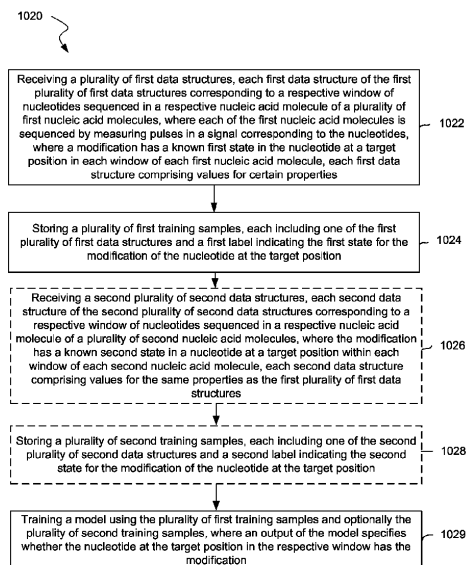 1020
Receiving a plurality of first data structures, each first data structure of the first
plurality of first data structures corresponding to a respective window of
nucleotides sequenced in a respective nucleic acid molecule of a plurality of
first nucleic acid molecules, where each of the first nucleic acid molecules is
sequenced by measuring pulses in a signal corresponding to the nucleotides,
where a modification has a known first state in the nucleotide at a target
position in each window of each first nucleic acid molecule, each first data
structure comprising values for certain properties
1022
Storing a plurality of first training samples, each including one of the first
plurality of first data structures and a first label indicating the first state for the
modification of the nucleotide at the target position
1024
Receiving a second plurality of second data structures, each second data
structure of the second plurality of second data structures corresponding to a
respective window of nucleotides sequenced in a respective nucleic acid
molecule of a plurality of second nucleic acid molecules, where the modification
has a known second state in a nucleotide at a target position within each
window of each second nucleic acid molecule, each second data structure
comprising values for the same properties as the first plurality of first data
structures
1026
Storing a plurality of second training samples, each including one of the second
plurality of second data structures and a second label indicating the second
state for the modification of the nucleotide at the target position
1028
Training a model using the plurality of first training samples and optionally the
plurality of second training samples, where an output of the model specifies
whether the nucleotide at the target position in the respective window has the
modification
1029